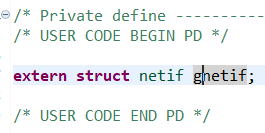 /* Private define -----------
/* USER CODE BEGIN PD */
extern struct netif gnetif;
/* USER CODE END PD */